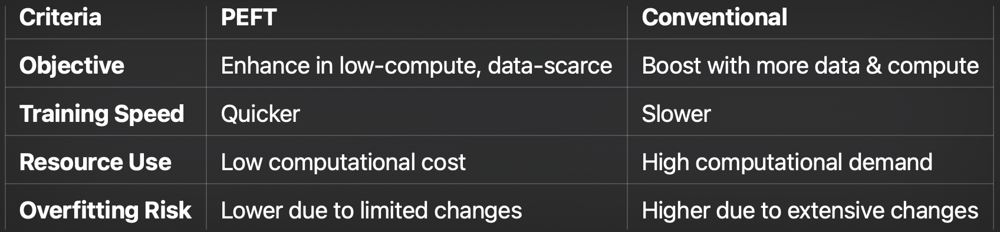 Criteria PEFT Conventional
Objective Enhance in low-compute, data-scarce Boost with more data & compute
Training Speed Quicker Slower
Resource Use Low computational cost High computational demand
Overfitting Risk Lower due to limited changes Higher due to extensive changes